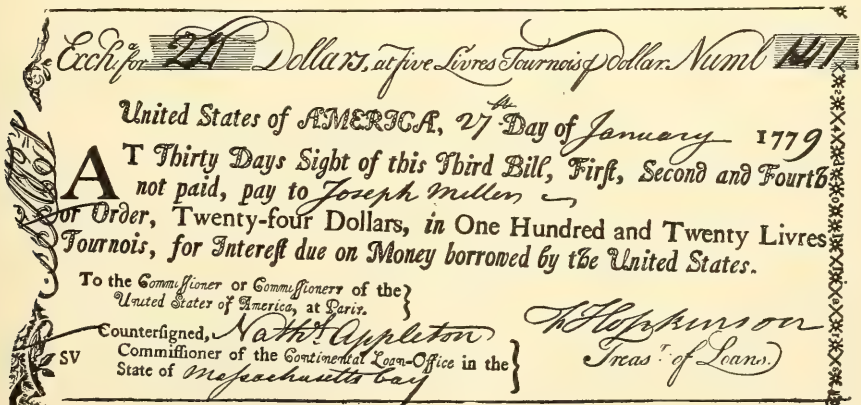 Exch.a for 24 Dollars, at five Livres Tournois p dollar. Numb 141
United States of AMERICA, 27th Day of January 1779
AT Thirty Days Sight of this Third Bill, Firſt, Second and Fourth
not paid, pay to Joseph Miller
or Order, Twenty-four Dollars, in One Hundred and Twenty Livres
Tournois, for Intereſt due on Money borrowed by the United States.
To the Commiſſioner or Commiſſioners of the
United States of America, at Paris.
Counterſigned, Nathl. Appleton
SV Commiſſioner of the Continental Loan-Office in the
State of Maſsachusetts bay
F Hopkinson
Treasr. of Loans.